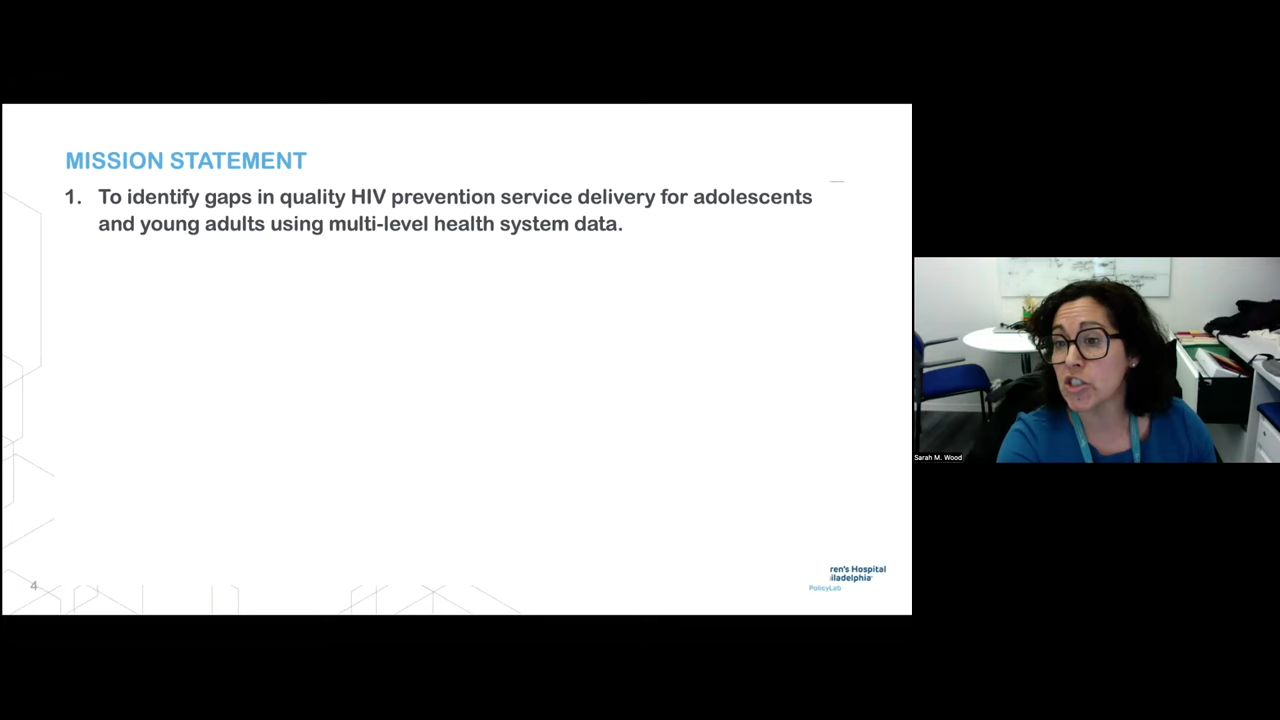 MISSION STATEMENT
1. To identify gaps in quality HIV prevention service delivery for adolescents
and young adults using multi-level health system data.
Sarah M. Wood
ren's Hospital
iladelphia
PolicyLab
4